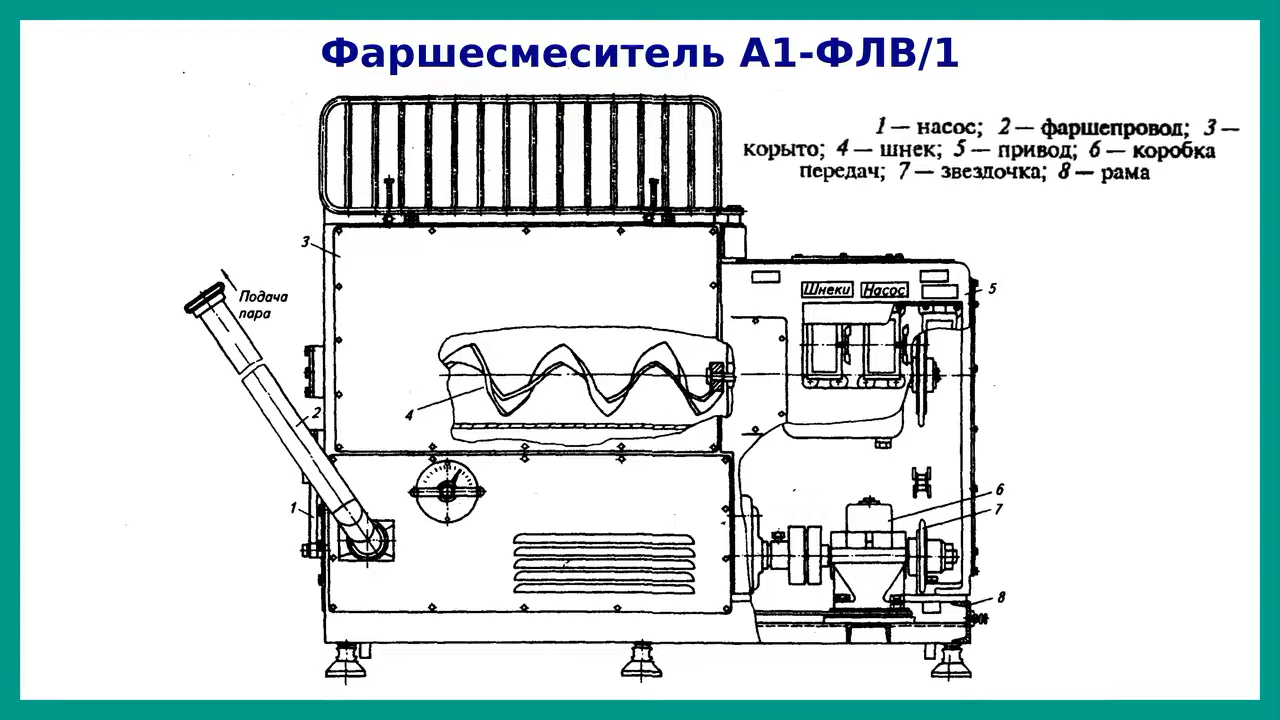 Фаршесмеситель А1-ФЛВ/1
1 — насос; 2 — фаршепровод; 3 —
корыто; 4 — шнек; 5 — привод; 6 — коробка
передач; 7 — звездочка; 8 — рама
3
Подача
пара
Шнеки
Насос
5
4
2
1
6
7
8